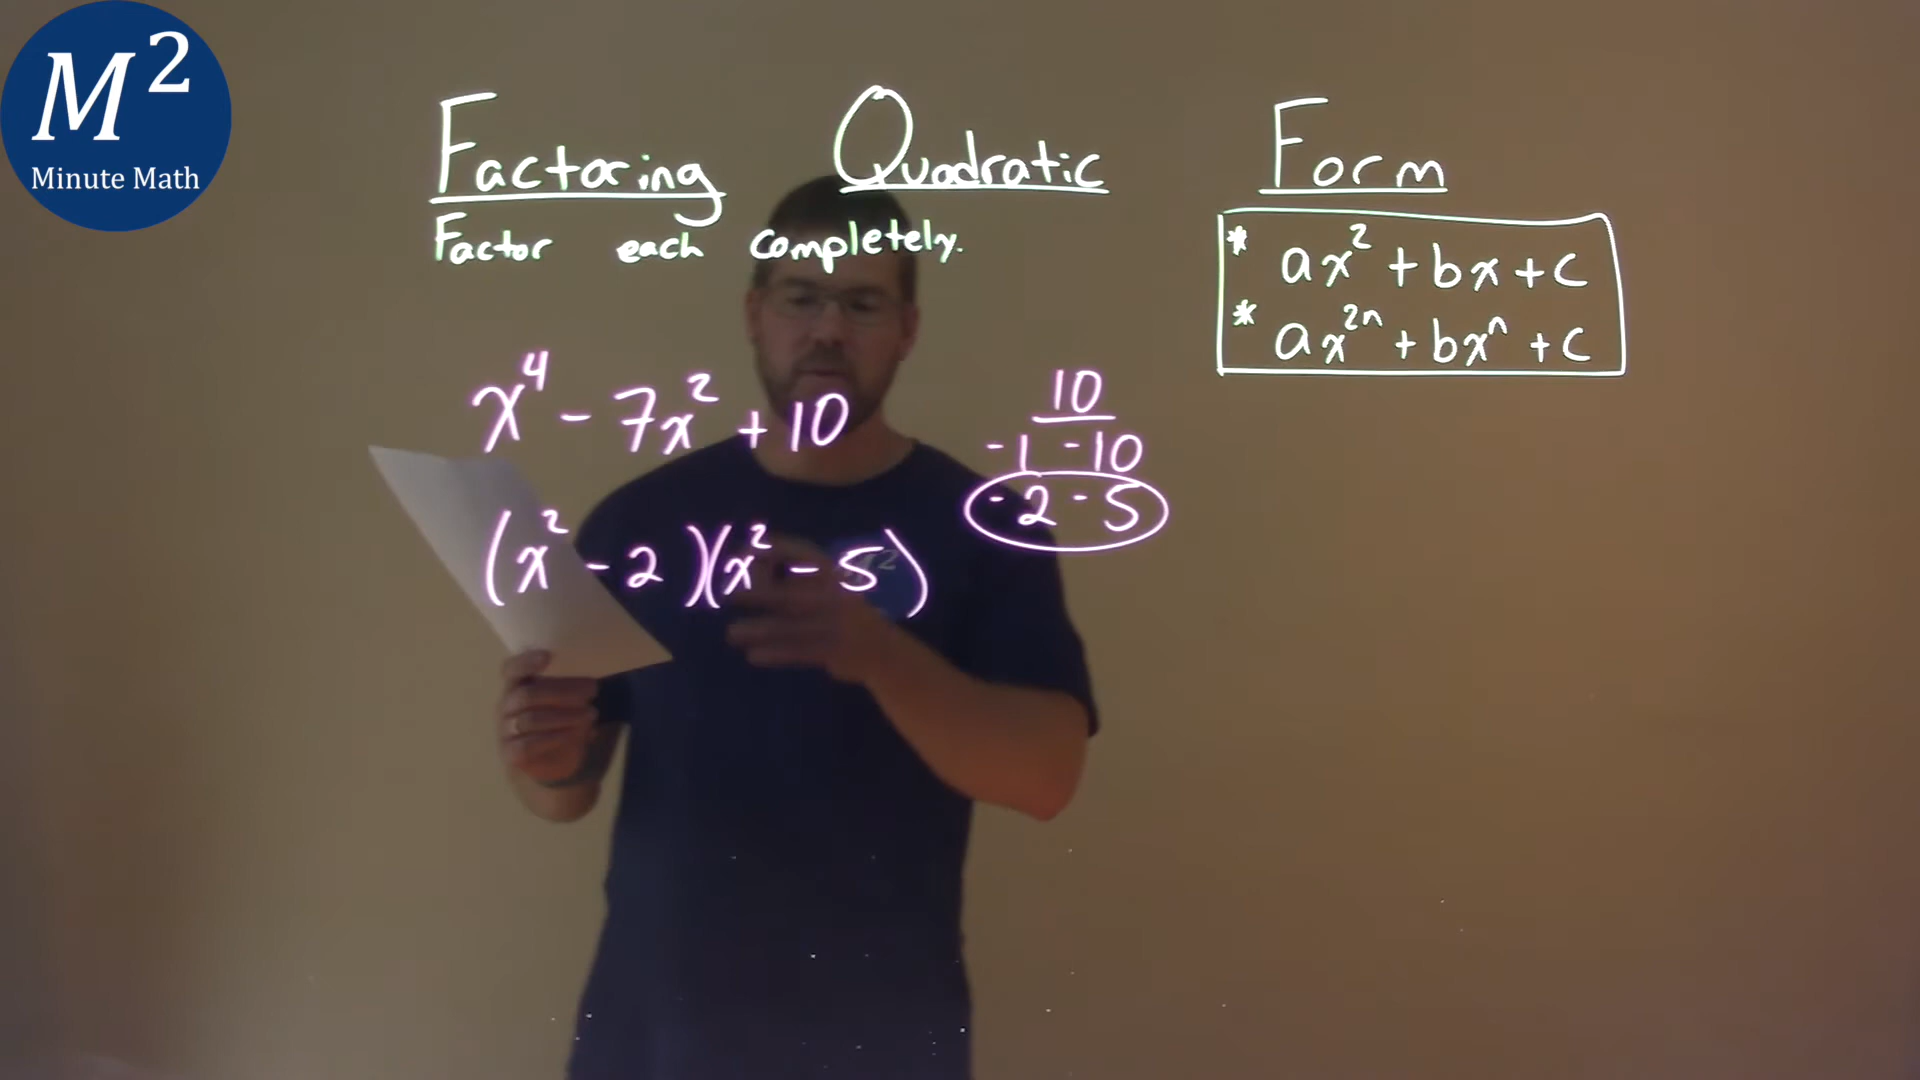 M²
Minute Math
Factoring Quadratic Form
Factor each completely.
* ax² + bx + c
* ax²ⁿ + bxⁿ + c
x⁴ - 7x² + 10
10
-1 -10
-2 -5
(x² - 2)(x² - 5)